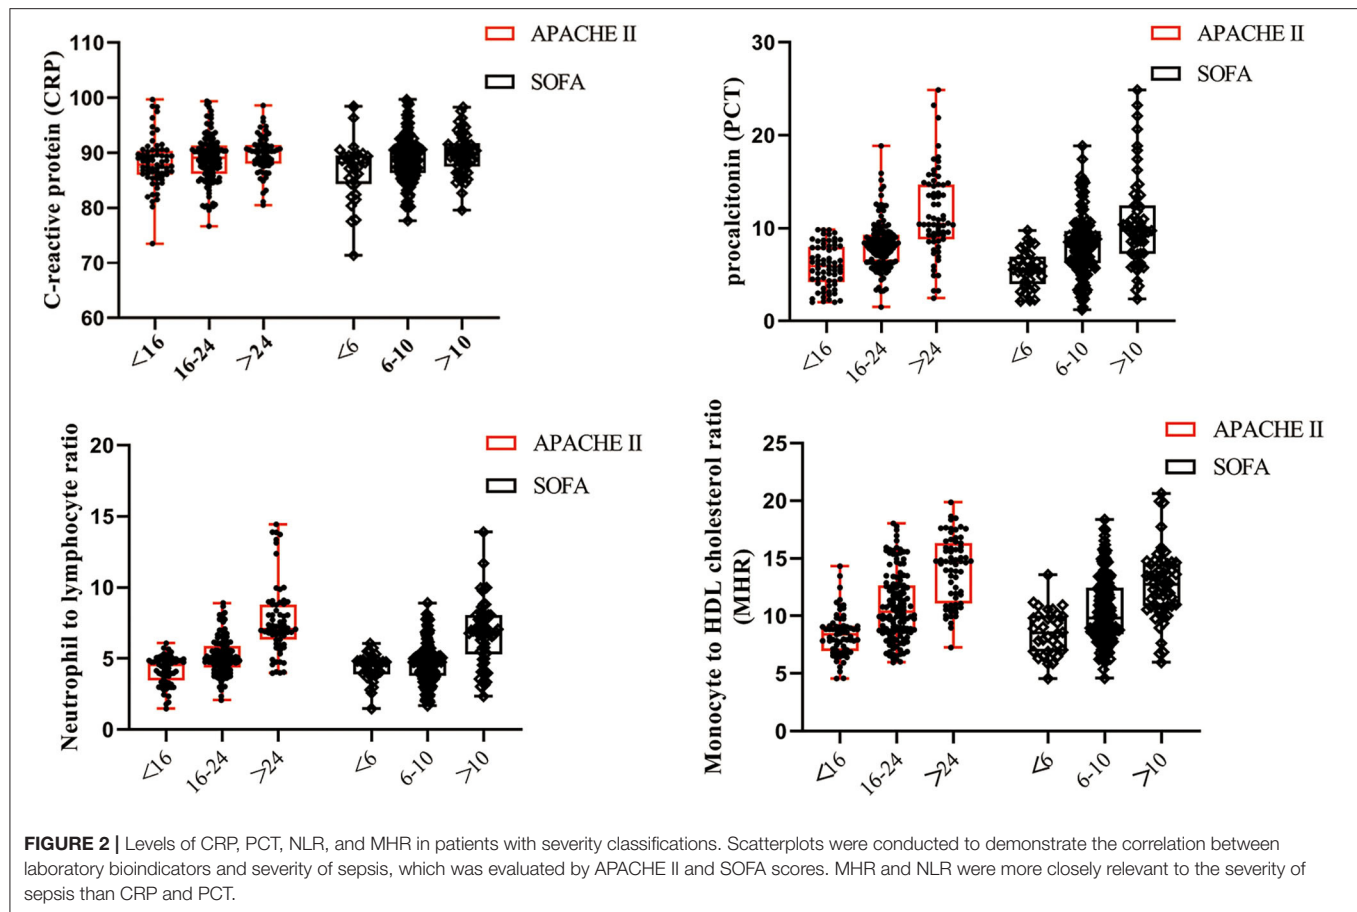 C-reactive protein (CRP)
110
100
90
80
70
60
<16
16-24
>24
<6
6-10
>10
APACHE II
SOFA
procalcitonin (PCT)
30
20
10
0
<16
16-24
>24
<6
6-10
>10
APACHE II
SOFA
Neutrophil to lymphocyte ratio
20
15
10
5
0
<16
16-24
>24
<6
6-10
>10
APACHE II
SOFA
Monocyte to HDL cholesterol ratio
(MHR)
25
20
15
10
5
0
<16
16-24
>24
<6
6-10
>10
APACHE II
SOFA
FIGURE 2 | Levels of CRP, PCT, NLR, and MHR in patients with severity classifications. Scatterplots were conducted to demonstrate the correlation between
laboratory bioindicators and severity of sepsis, which was evaluated by APACHE II and SOFA scores. MHR and NLR were more closely relevant to the severity of
sepsis than CRP and PCT.